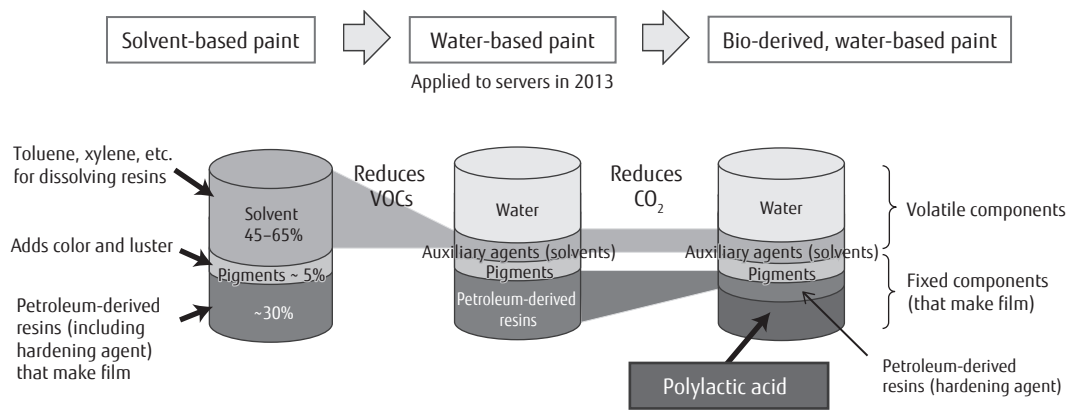 Solvent-based paint
Water-based paint
Bio-derived, water-based paint
Applied to servers in 2013
Toluene, xylene, etc.
for dissolving resins
Adds color and luster
Petroleum-derived
resins (including
hardening agent)
that make film
Solvent
45–65%
Pigments ~ 5%
~30%
Reduces
VOCs
Water
Auxiliary agents (solvents)
Pigments
Petroleum-derived
resins
Reduces
CO₂
Water
Auxiliary agents (solvents)
Pigments
Polylactic acid
Volatile components
Fixed components
(that make film)
Petroleum-derived
resins (hardening agent)